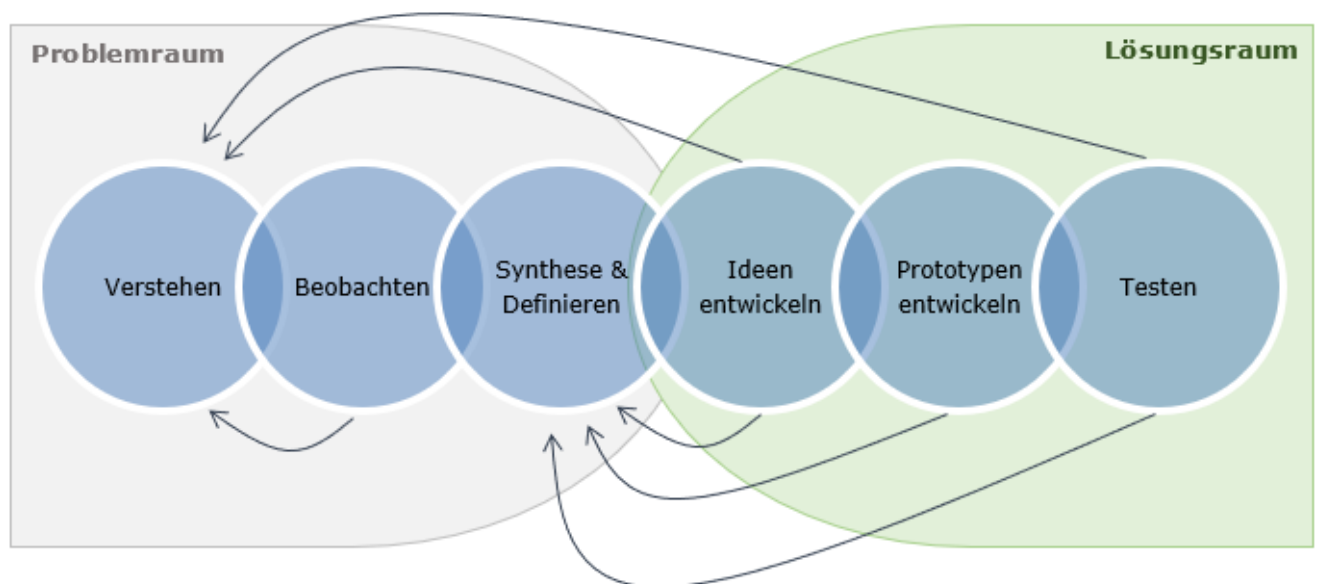 Problemraum
Lösungsraum
Verstehen
Beobachten
Synthese &
Definieren
Ideen
entwickeln
Prototypen
entwickeln
Testen